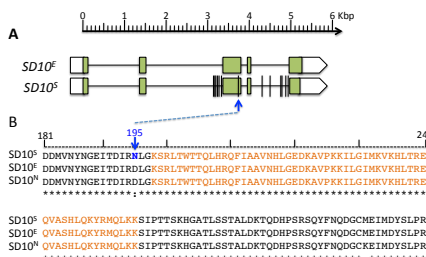 0 1 2 3 4 5 6 Kbp
A
SD10E
SD10S
B
181 195 24
SD10S DDMVNYNGEITDIRNLGKSRLTWTTQLHRQFIAAVNHLGEDKAVPKKILGIMKVKHLTRE
SD10E DDMVNYNGEITDIRDLGKSRLTWTTQLHRQFIAAVNHLGEDKAVPKKILGIMKVKHLTRE
SD10N DDMVNYNGEITDIRDLGKSRLTWTTQLHRQFIAAVNHLGEDKAVPKKILGIMKVKHLTRE
**************:*********************************************
SD10S QVASHLQKYRMQLKKSIPTTSKHGATLSSTALDKTQDHPSRSQYFNQDGCMEIMDYSLPR
SD10E QVASHLQKYRMQLKKSIPTTSKHGATLSSTALDKTQDHPSRSQYFNQDGCMEIMDYSLPR
SD10N QVASHLQKYRMQLKKSIPTTSKHGATLSSTALDKTQDHPSRSQYFNQDGCEIMDYSLPR